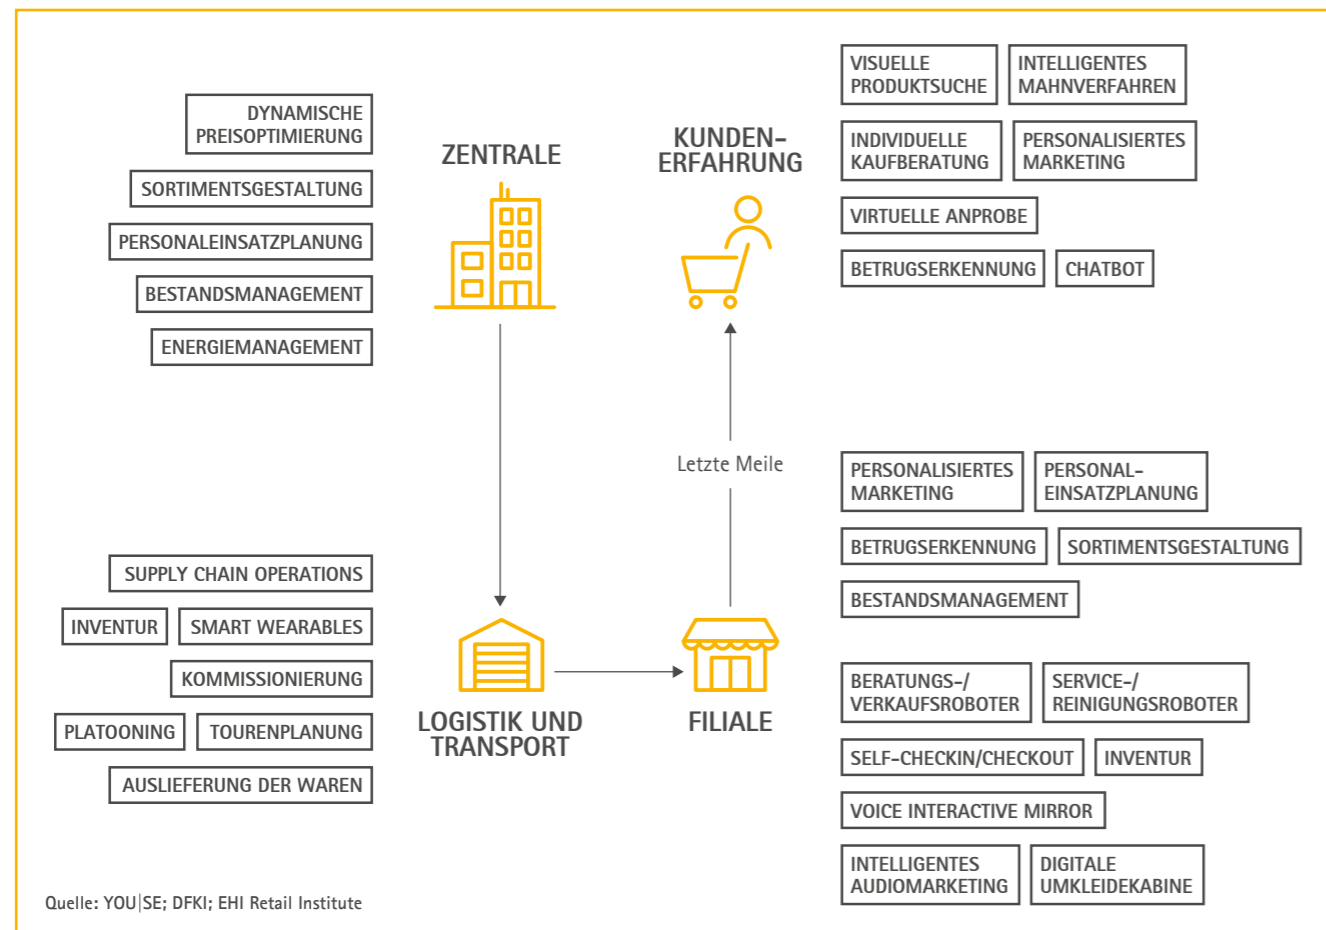 DYNAMISCHE
PREISOPTIMIERUNG
SORTIMENTSGESTALTUNG
PERSONALEINSATZPLANUNG
BESTANDSMANAGEMENT
ENERGIEMANAGEMENT
ZENTRALE
KUNDEN-
ERFAHRUNG
VISUELLE
PRODUKTSUCHE
INTELLIGENTES
MAHNVERFAHREN
INDIVIDUELLE
KAUFBERATUNG
PERSONALISIERTES
MARKETING
VIRTUELLE ANPROBE
BETRUGSERKENNUNG
CHATBOT
Letzte Meile
SUPPLY CHAIN OPERATIONS
INVENTUR
SMART WEARABLES
KOMMISSIONIERUNG
PLATOONING
TOURENPLANUNG
AUSLIEFERUNG DER WAREN
LOGISTIK UND
TRANSPORT
FILIALE
PERSONALISIERTES
MARKETING
PERSONAL-
EINSATZPLANUNG
BETRUGSERKENNUNG
SORTIMENTSGESTALTUNG
BESTANDSMANAGEMENT
BERATUNGS-/
VERKAUFSROBOTER
SERVICE-/
REINIGUNGSROBOTER
SELF-CHECKIN/CHECKOUT
INVENTUR
VOICE INTERACTIVE MIRROR
INTELLIGENTES
AUDIOMARKETING
DIGITALE
UMKLEIDEKABINE
Quelle: YOU|SE; DFKI; EHI Retail Institute